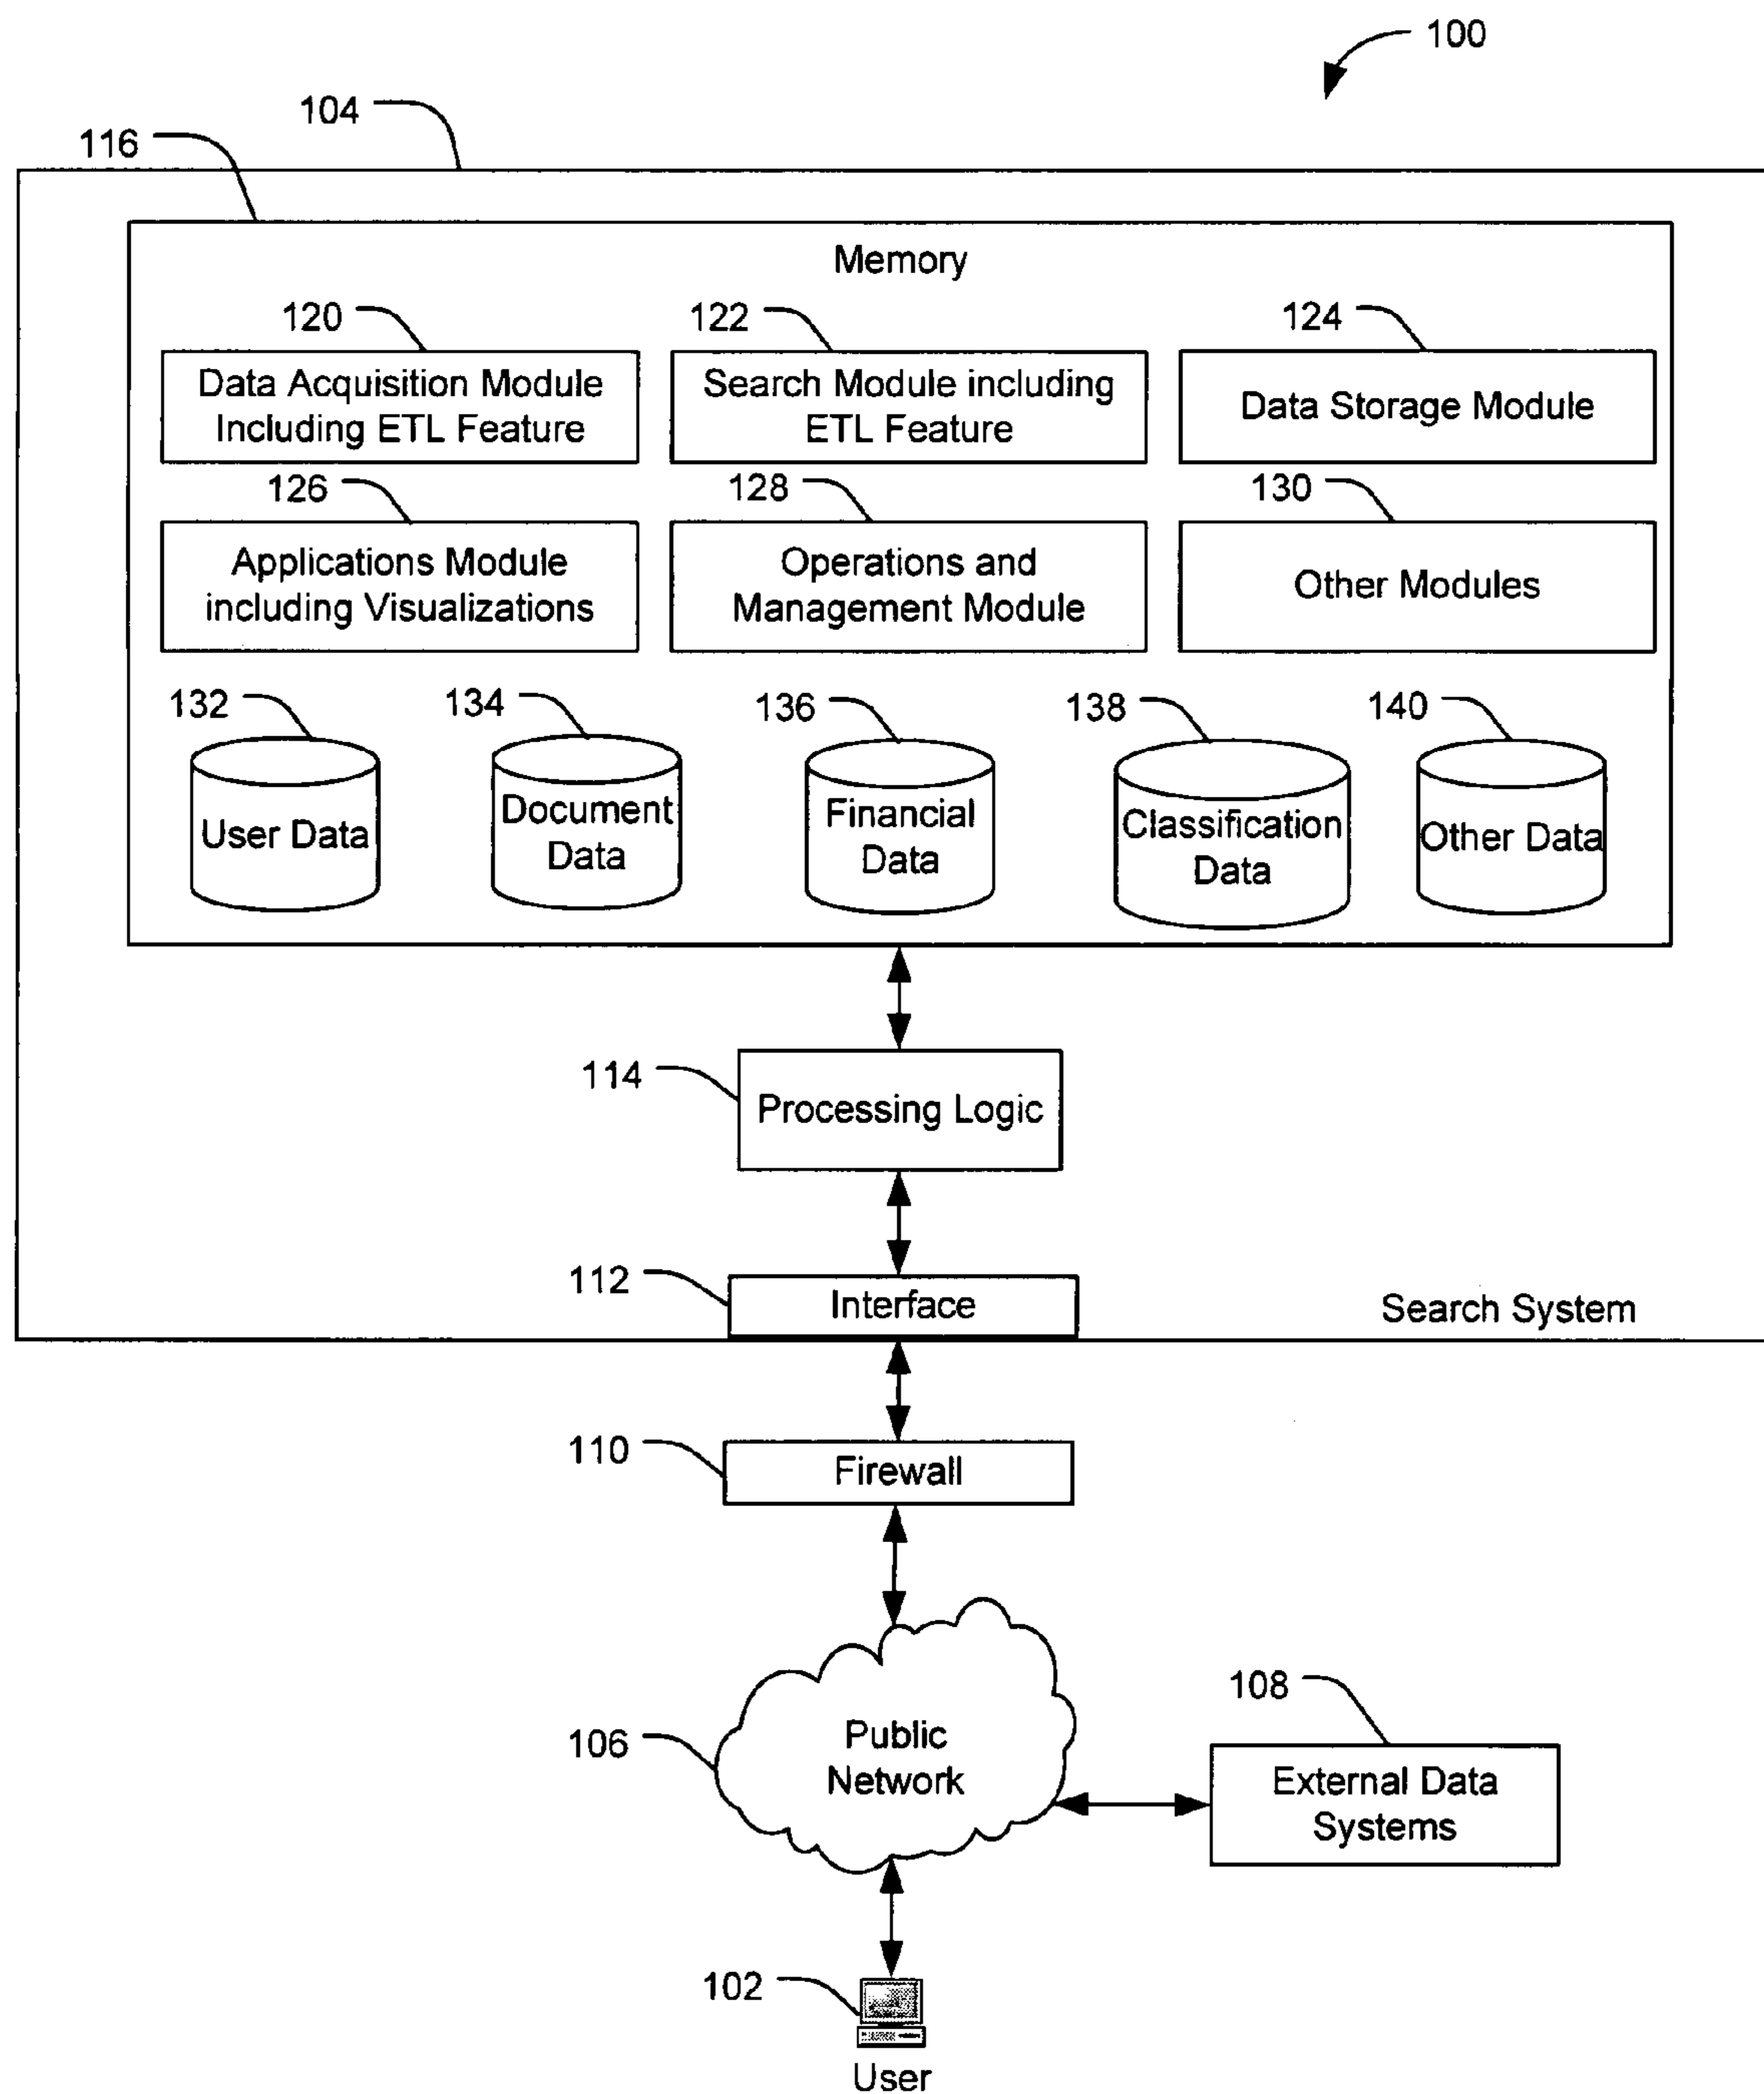 100
104
116
Memory
120
122
124
Data Acquisition Module
Including ETL Feature
Search Module including
ETL Feature
Data Storage Module
126
128
130
Applications Module
including Visualizations
Operations and
Management Module
Other Modules
132
134
136
138
140
User Data
Document
Data
Financial
Data
Classification
Data
Other Data
114
Processing Logic
112
Interface
Search System
110
Firewall
106
Public
Network
108
External Data
Systems
102
User